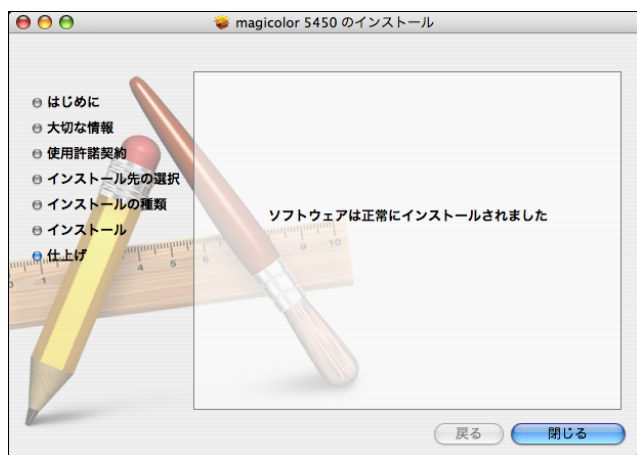 magicolor 5450 のインストール
はじめに
大切な情報
使用許諾契約
インストール先の選択
インストールの種類
インストール
仕上げ
ソフトウェアは正常にインストールされました
戻る
閉じる